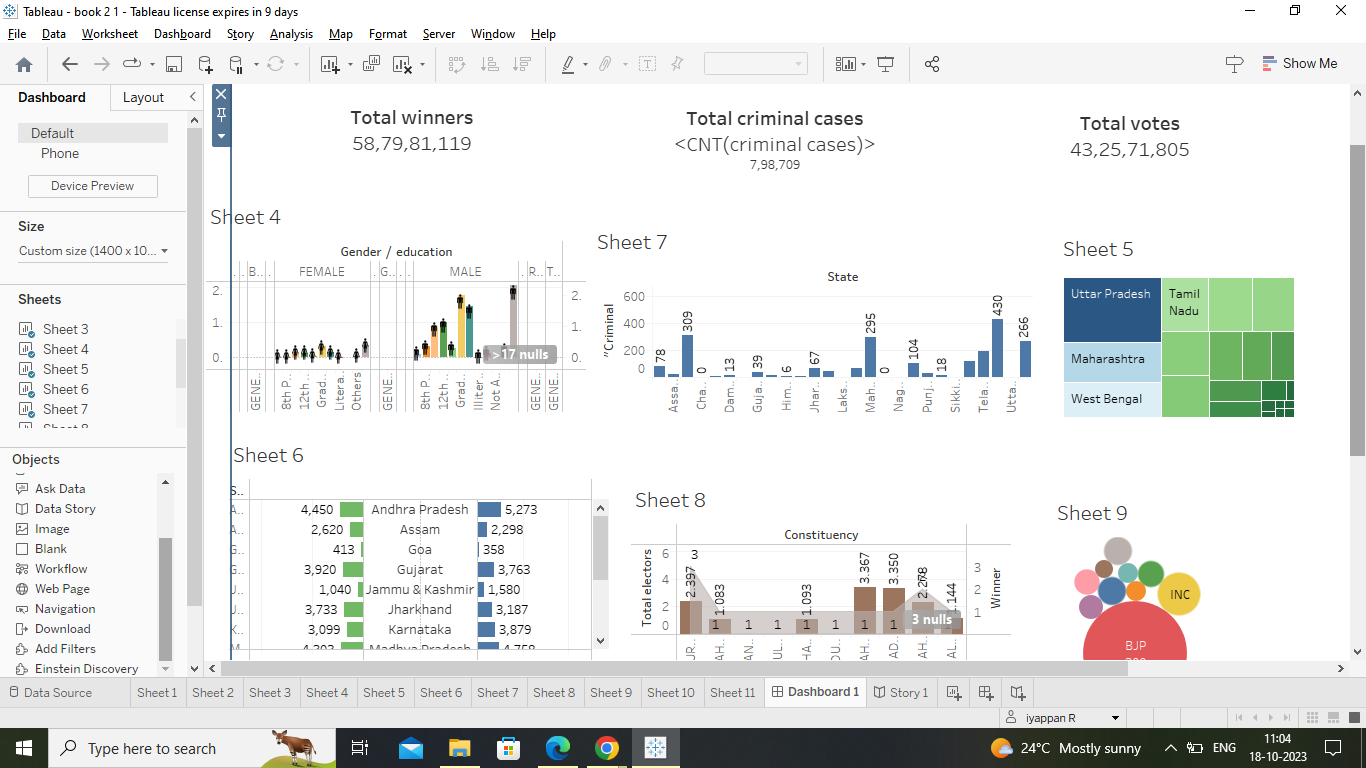 Tableau - book 2 1 - Tableau license expires in 9 days
File Data Worksheet Dashboard Story Analysis Map Format Server Window Help
Show Me
Dashboard Layout
Default
Phone
Device Preview
Size
Custom size (1400 x 10...
Sheets
Sheet 3
Sheet 4
Sheet 5
Sheet 6
Sheet 7
Objects
Ask Data
Data Story
Image
Blank
Workflow
Web Page
Navigation
Download
Add Filters
Einstein Discovery
Total winners
58,79,81,119
Total criminal cases
<CNT(criminal cases)>
7,98,709
Total votes
43,25,71,805
Sheet 4
Gender / education
B.. FEMALE G.. MALE R.. T..
2.
1.
0.
2.
1.
0.
>17 nulls
GENE..
8th P..
12th ..
Grad..
Litera..
Others
GENE..
8th P..
12th ..
Grad..
Illiter..
Not A..
GENE..
GENE..
Sheet 7
State
"Criminal
600
400
200
0
78
309
0
13
39
6
67
295
0
104
18
430
266
Assa..
Cha..
Dam..
Guja..
Him..
Jhar..
Laks..
Mah..
Nag..
Punj..
Sikki..
Tela..
Utta..
Sheet 5
Uttar Pradesh
Tamil
Nadu
Maharashtra
West Bengal
Sheet 6
S..
A.. 4,450 Andhra Pradesh 5,273
A.. 2,620 Assam 2,298
G.. 413 Goa 358
G.. 3,920 Gujarat 3,763
J.. 1,040 Jammu & Kashmir 1,580
J.. 3,733 Jharkhand 3,187
K.. 3,099 Karnataka 3,879
M.. Madhya Pradesh 4,758
Sheet 8
Constituency
Total electors
6
4
2
0
3
2.397
1.083
1
1
1
1.093
1
1
3.367
1
3.350
1
1.144
3 nulls
3
2
1
Winner
Sheet 9
INC
BJP
Data Source Sheet 1 Sheet 2 Sheet 3 Sheet 4 Sheet 5 Sheet 6 Sheet 7 Sheet 8 Sheet 9 Sheet 10 Sheet 11 Dashboard 1 Story 1
iyappan R
Type here to search
24°C Mostly sunny
ENG
11:04
18-10-2023